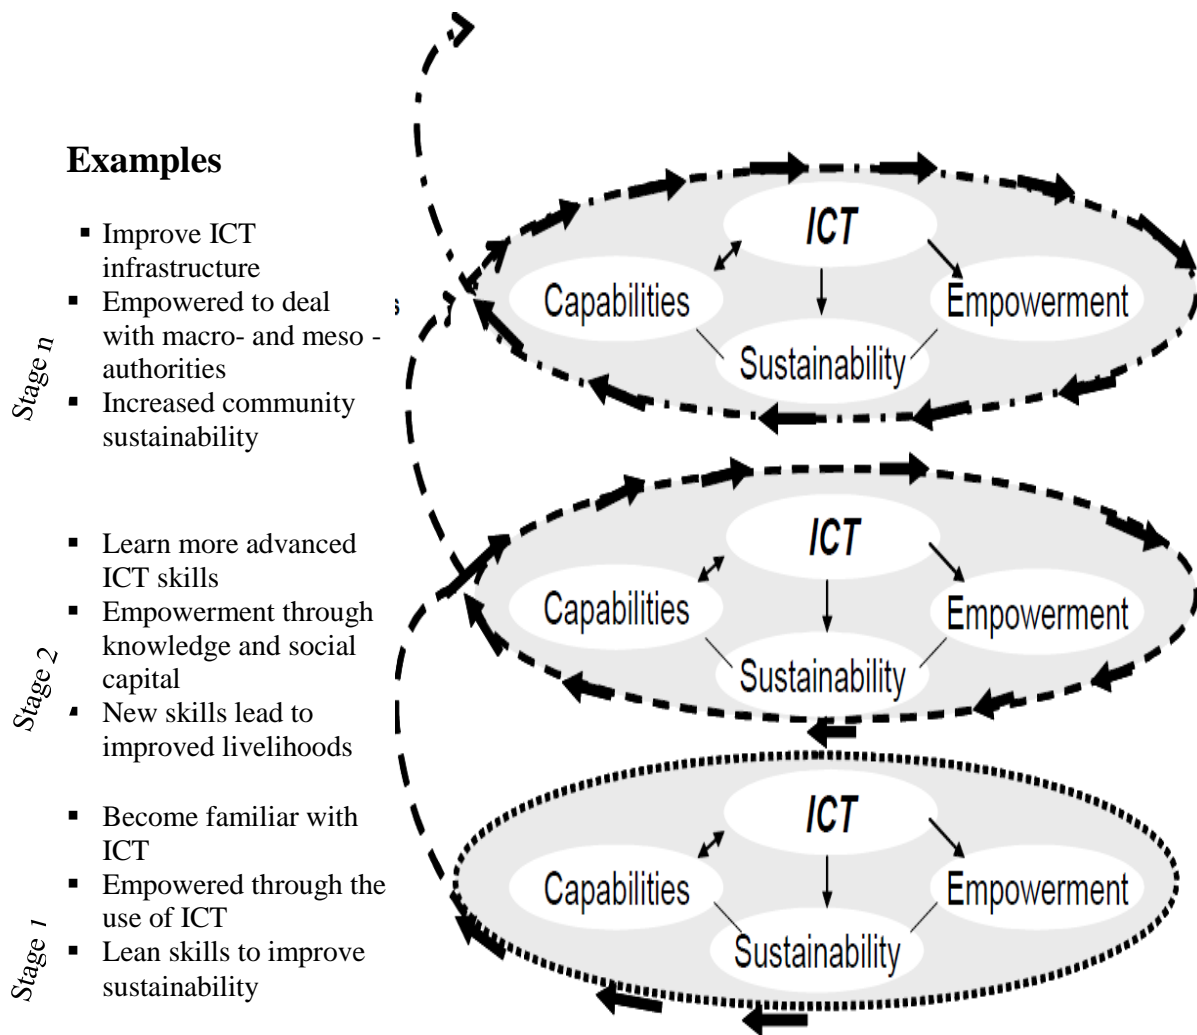 Examples
Stage n
▪ Improve ICT
infrastructure
▪ Empowered to deal
with macro- and meso -
authorities
▪ Increased community
sustainability
s
ICT
Capabilities
Empowerment
Sustainability
Stage 2
▪ Learn more advanced
ICT skills
▪ Empowerment through
knowledge and social
capital
▪ New skills lead to
improved livelihoods
ICT
Capabilities
Empowerment
Sustainability
Stage 1
▪ Become familiar with
ICT
▪ Empowered through the
use of ICT
▪ Lean skills to improve
sustainability
ICT
Capabilities
Empowerment
Sustainability